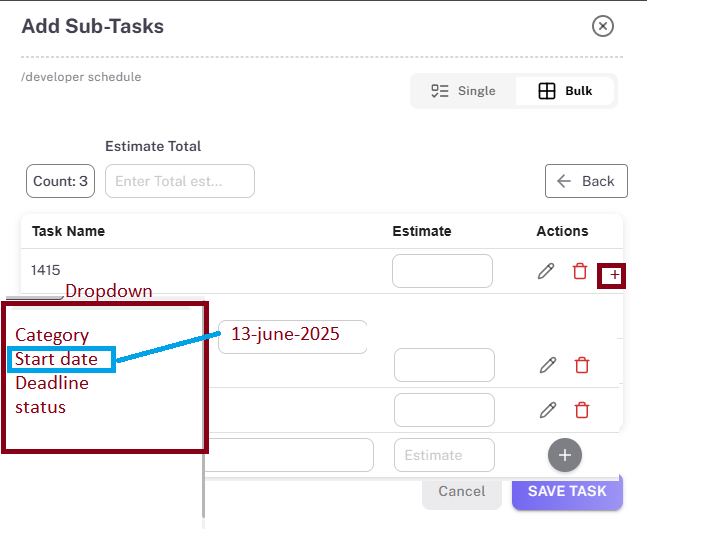 Add Sub-Tasks
/developer schedule
Single
Bulk
Estimate Total
Count: 3
Enter Total est...
Back
Task Name Estimate Actions
1415
+
Dropdown
Category
Start date
Deadline
status
13-june-2025
Estimate
+
Cancel
SAVE TASK